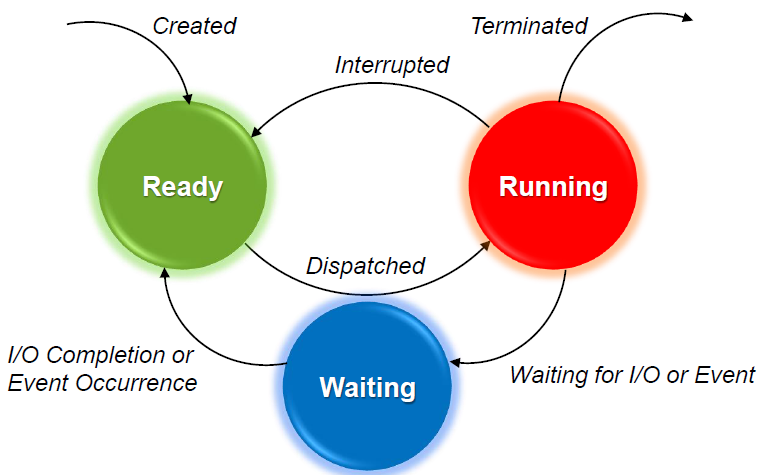 Created
Terminated
Interrupted
Ready
Running
Dispatched
I/O Completion or
Event Occurrence
Waiting
Waiting for I/O or Event